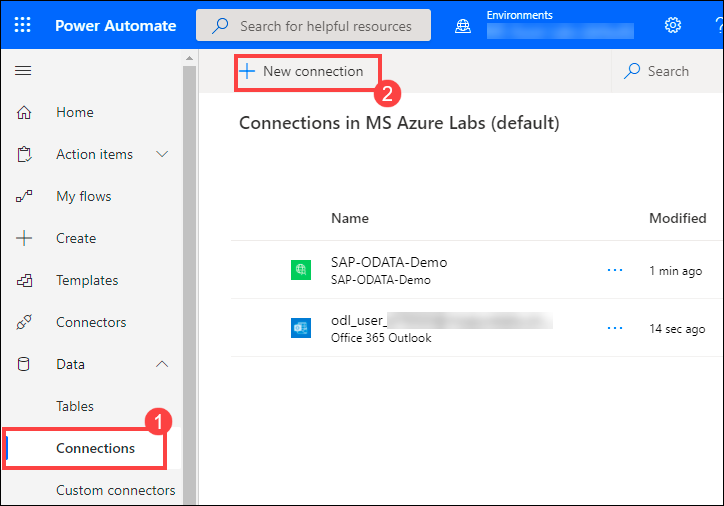 Power Automate
Search for helpful resources
Environments
?
New connection
2
Search
Home
Action items
My flows
Create
Templates
Connectors
Data
Tables
1
Connections
Custom connectors
Connections in MS Azure Labs (default)
Name
Modified
SAP-ODATA-Demo
SAP-ODATA-Demo
...
1 min ago
odl_user_
Office 365 Outlook
...
14 sec ago